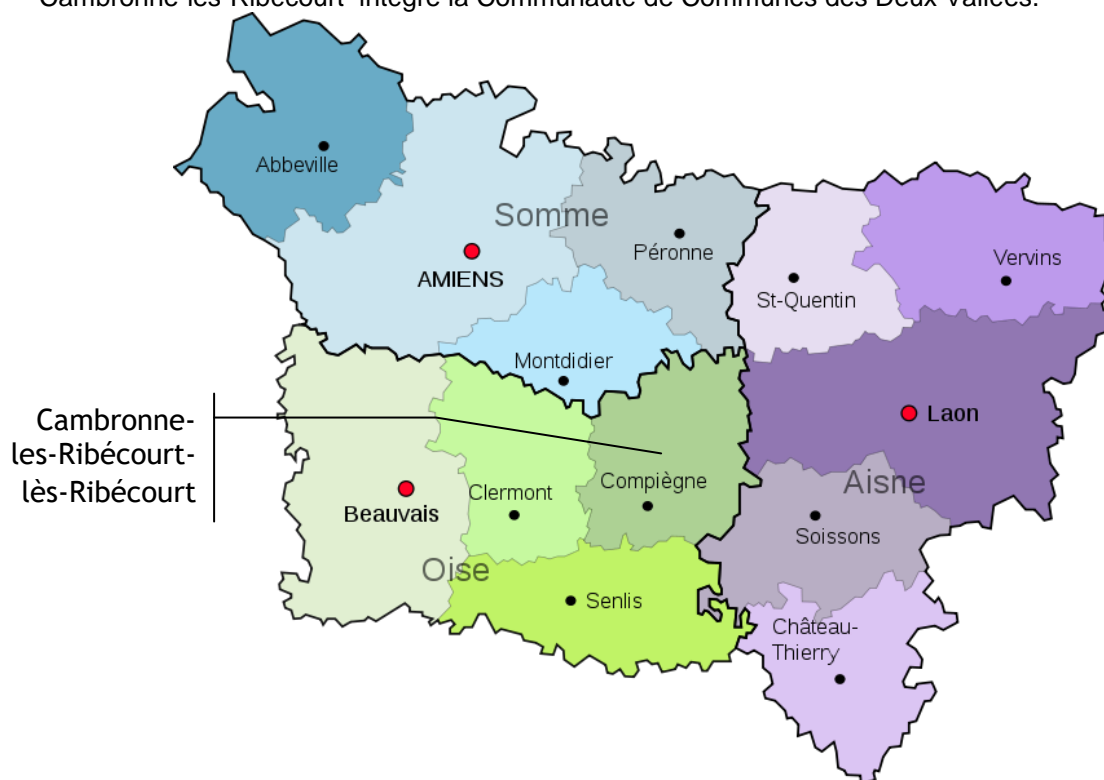 Cambronne-les-Ribécourt intègre la Communauté de Communes des Deux Vallées.
Abbeville
Somme
Péronne
AMIENS
Vervins
St-Quentin
Montdidier
Cambronne-
les-Ribécourt-
lès-Ribécourt
Laon
Compiègne
Clermont
Aisne
Beauvais
Soissons
Oise
Senlis
Château-
Thierry